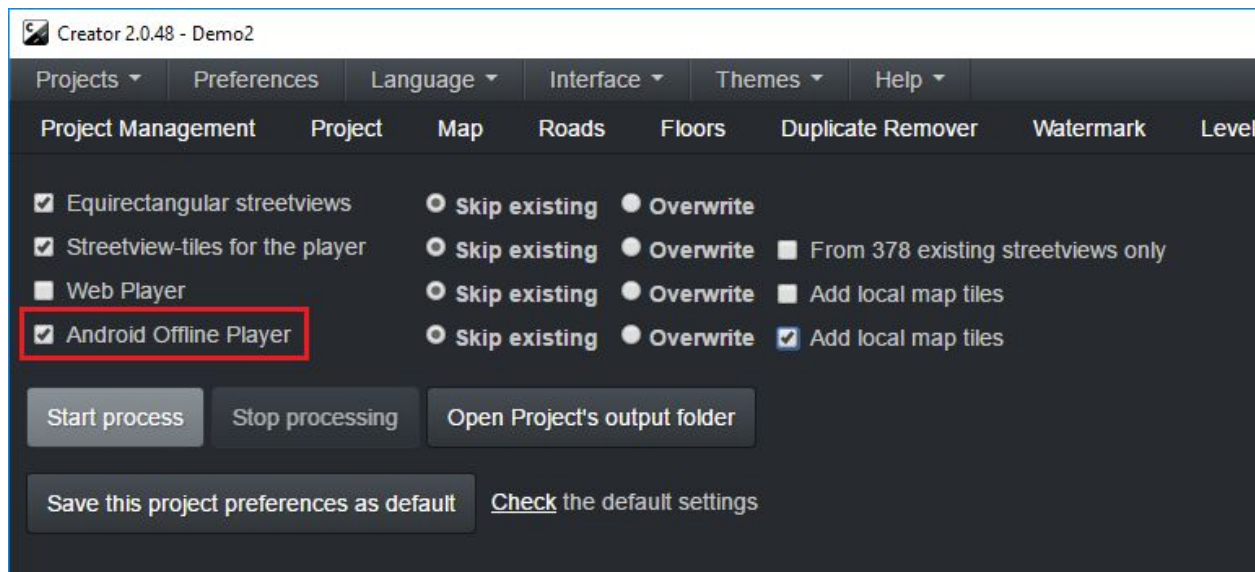 Creator 2.0.48 - Demo2
Projects Preferences Language Interface Themes Help
Project Management Project Map Roads Floors Duplicate Remover Watermark Level
Equirectangular streetviews Skip existing Overwrite
Streetview-tiles for the player Skip existing Overwrite From 378 existing streetviews only
Web Player Skip existing Overwrite Add local map tiles
Android Offline Player Skip existing Overwrite Add local map tiles
Start process Stop processing Open Project's output folder
Save this project preferences as default Check the default settings